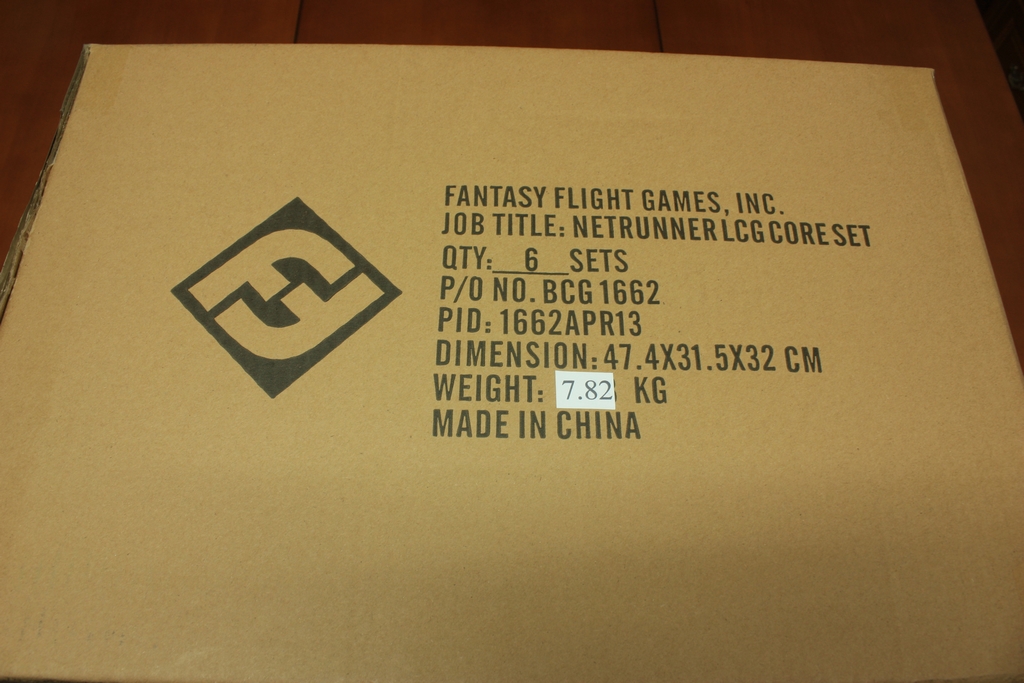 FANTASY FLIGHT GAMES, INC.
JOB TITLE: NETRUNNER LCG CORE SET
QTY: 6 SETS
P/O NO. BCG 1662
PID: 1662APR13
DIMENSION: 47.4X31.5X32 CM
WEIGHT: 7.82 KG
MADE IN CHINA